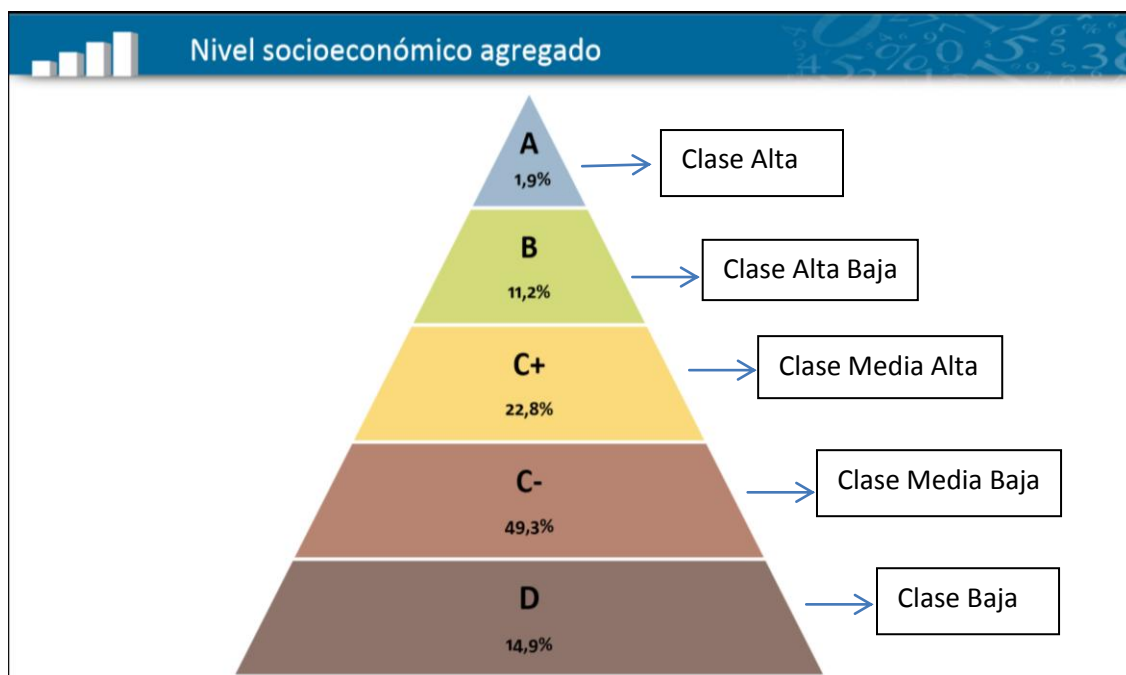 Nivel socioeconómico agregado
A
1,9%
Clase Alta
B
11,2%
Clase Alta Baja
C+
22,8%
Clase Media Alta
C-
49,3%
Clase Media Baja
D
14,9%
Clase Baja